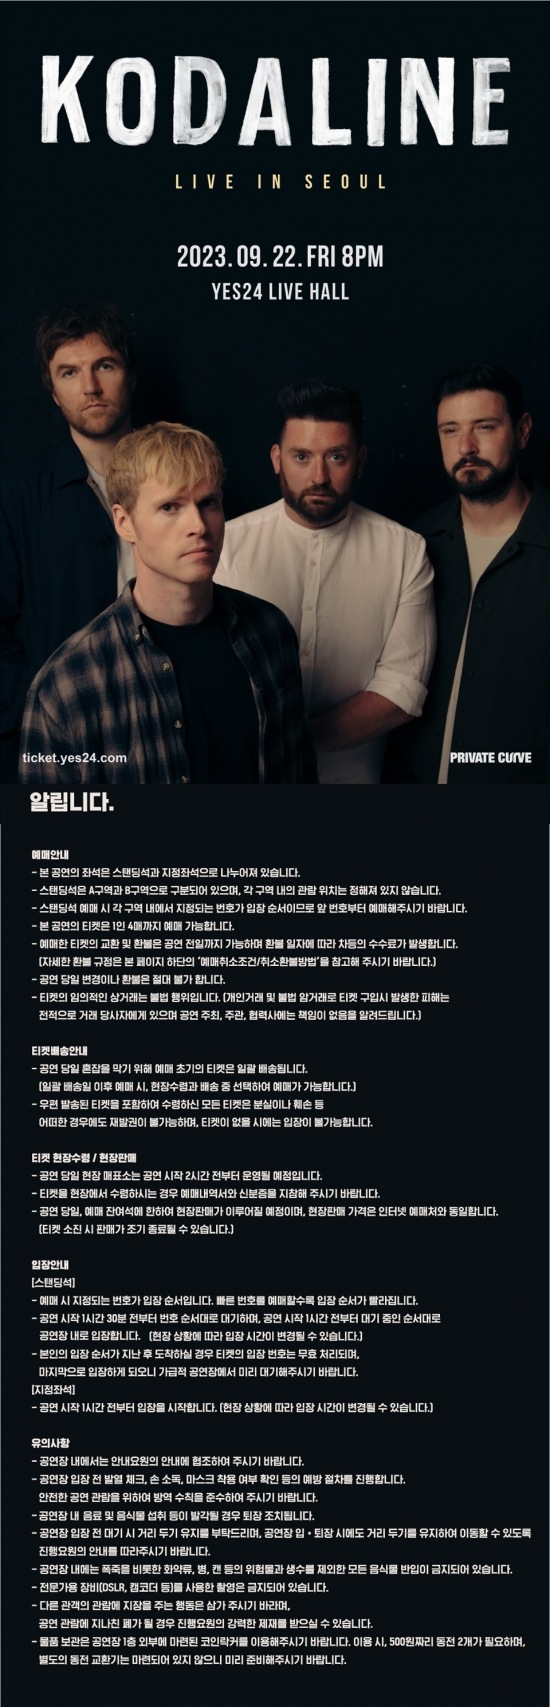 KODALINE
LIVE IN SEOUL
2023. 09. 22. FRI 8PM
YES24 LIVE HALL
ticket.yes24.com
PRIVATE CURVE
알립니다.
예매안내
- 본 공연의 좌석은 스탠딩석과 지정좌석으로 나누어져 있습니다.
- 스탠딩석은 A구역과 B구역으로 구분되어 있으며, 각 구역 내의 관람 위치는 정해져 있지 않습니다.
- 스탠딩석 예매 시 각 구역 내에서 지정되는 번호가 입장 순서이므로 앞 번호부터 예매해주시기 바랍니다.
- 본 공연의 티켓은 1인 4매까지 예매 가능합니다.
- 예매한 티켓의 교환 및 환불은 공연 전일까지 가능하며 환불 일자에 따라 차등의 수수료가 발생합니다.
(자세한 환불 규정은 본 페이지 하단의 '예매취소조건/취소환불방법'을 참고해 주시기 바랍니다.)
- 공연 당일 변경이나 환불은 절대 불가 합니다.
- 티켓의 임의적인 상거래는 불법 행위입니다. (개인거래 및 불법 암거래로 티켓 구입시 발생한 피해는
전적으로 거래 당사자에게 있으며 공연 주최, 주관, 협력사에는 책임이 없음을 알려드립니다.)
티켓배송안내
- 공연 당일 혼잡을 막기 위해 예매 초기의 티켓은 일괄 배송됩니다.
(일괄 배송일 이후 예매 시, 현장수령과 배송 중 선택하여 예매가 가능합니다.)
- 우편 발송된 티켓을 포함하여 수령하신 모든 티켓은 분실이나 훼손 등
어떠한 경우에도 재발권이 불가능하며, 티켓이 없을 시에는 입장이 불가능합니다.
티켓 현장수령 / 현장판매
- 공연 당일 현장 매표소는 공연 시작 2시간 전부터 운영될 예정입니다.
- 티켓을 현장에서 수령하시는 경우 예매내역서와 신분증을 지참해 주시기 바랍니다.
- 공연 당일, 예매 잔여석에 한하여 현장판매가 이루어질 예정이며, 현장판매 가격은 인터넷 예매처와 동일합니다.
(티켓 소진 시 판매가 조기 종료될 수 있습니다.)
입장안내
[스탠딩석]
- 예매 시 지정되는 번호가 입장 순서입니다. 빠른 번호를 예매할수록 입장 순서가 빨라집니다.
- 공연 시작 1시간 30분 전부터 번호 순서대로 대기하며, 공연 시작 1시간 전부터 대기 중인 순서대로
공연장 내로 입장합니다. (현장 상황에 따라 입장 시간이 변경될 수 있습니다.)
- 본인의 입장 순서가 지난 후 도착하실 경우 티켓의 입장 번호는 무효 처리되며,
마지막으로 입장하게 되오니 가급적 공연장에서 미리 대기해주시기 바랍니다.
[지정좌석]
- 공연 시작 1시간 전부터 입장을 시작합니다. (현장 상황에 따라 입장 시간이 변경될 수 있습니다.)
유의사항
- 공연장 내에서는 안내요원의 안내에 협조하여 주시기 바랍니다.
- 공연장 입장 전 발열 체크, 손 소독, 마스크 착용 여부 확인 등의 예방 절차를 진행합니다.
안전한 공연 관람을 위하여 방역 수칙을 준수하여 주시기 바랍니다.
- 공연장 내 음료 및 음식물 섭취 등이 발각될 경우 퇴장 조치됩니다.
- 공연장 입장 전 대기 시 거리 두기 유지를 부탁드리며, 공연장 입・퇴장 시에도 거리 두기를 유지하여 이동할 수 있도록
진행요원의 안내를 따라주시기 바랍니다.
- 공연장 내에는 폭죽을 비롯한 화약류, 병, 캔 등의 위험물과 생수를 제외한 모든 음식물 반입이 금지되어 있습니다.
- 전문가용 장비(DSLR, 캠코더 등)를 사용한 촬영은 금지되어 있습니다.
- 다른 관객의 관람에 지장을 주는 행동은 삼가 주시기 바라며,
공연 관람에 지나친 폐가 될 경우 진행요원의 강력한 제재를 받으실 수 있습니다.
- 물품 보관은 공연장 1층 외부에 마련된 코인락커를 이용해주시기 바랍니다. 이용 시, 500원짜리 동전 2개가 필요하며,
별도의 동전 교환기는 마련되어 있지 않으니 미리 준비해주시기 바랍니다.